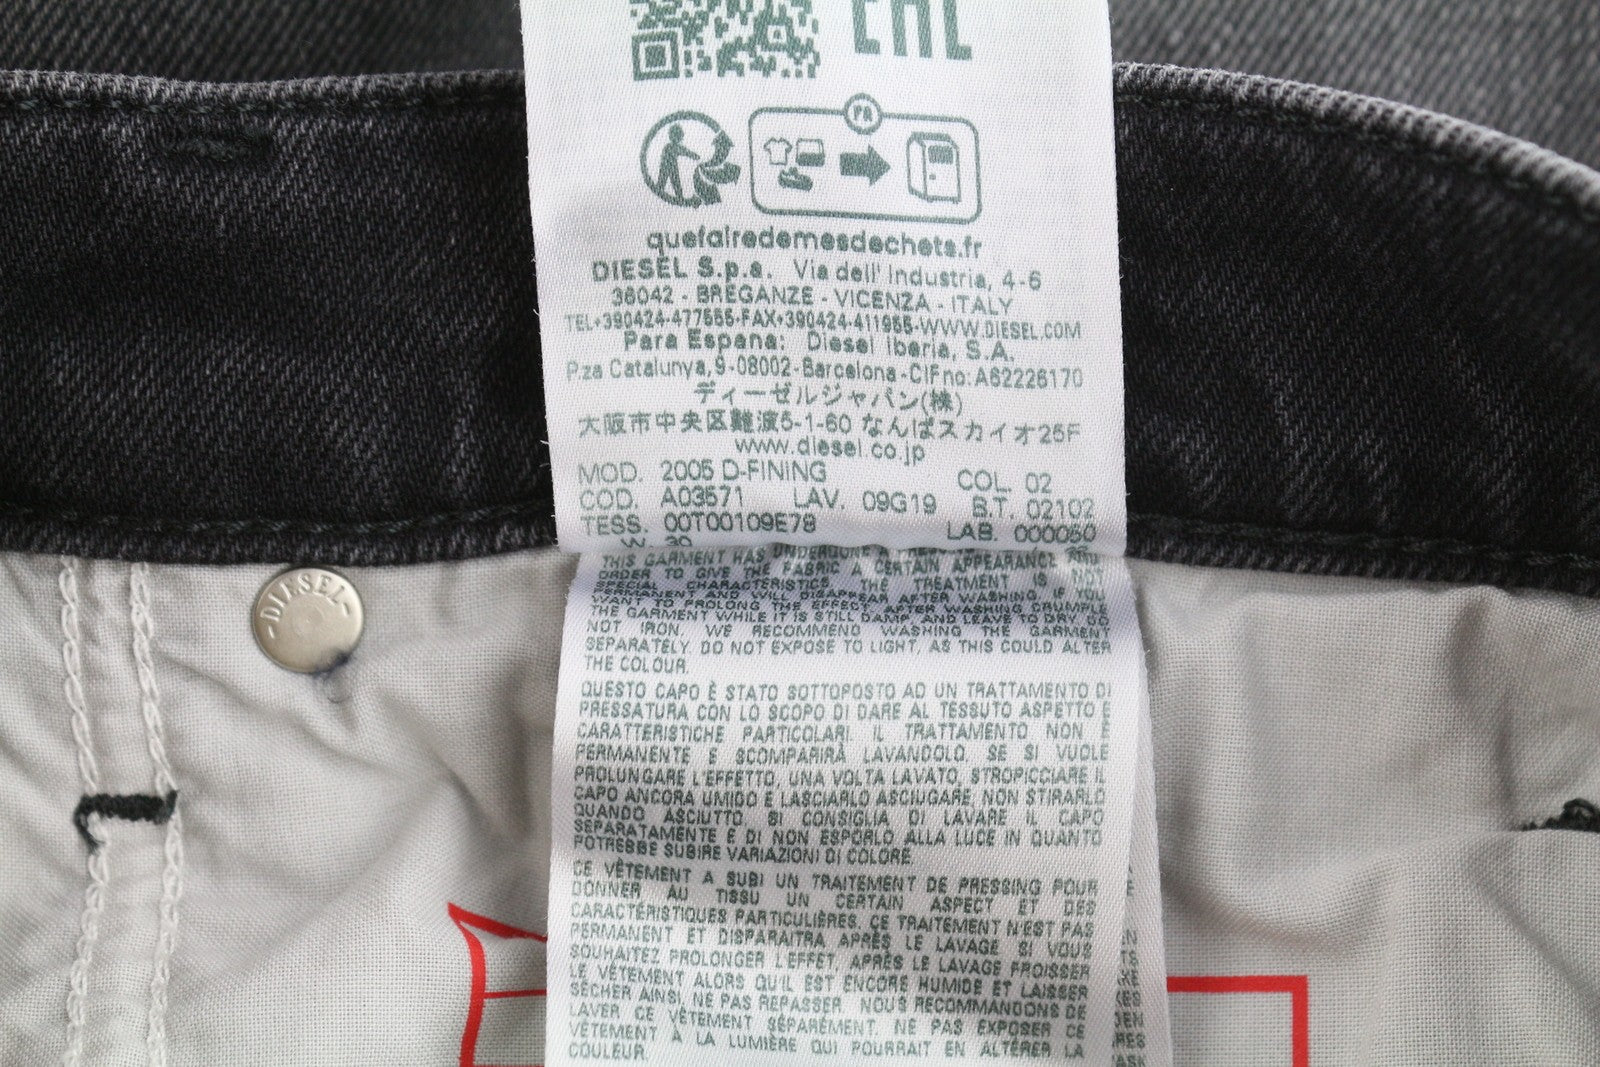 EAC
FR
quefairedemesdechets.fr
DIESEL S.p.a. Via dell' Industria, 4-6
36042 - BREGANZE - VICENZA - ITALY
TEL+390424-477555-FAX+390424-411955-WWW.DIESEL.COM
Para Espana: Diesel Iberia, S.A.
P.za Catalunya,9-08002-Barcelona-CIF no: A62226170
ディーゼルジャパン(株)
大阪市中央区難波5-1-60 なんばスカイオ25F
www.diesel.co.jp
MOD. 2005 D-FINING COL. 02
COD. A03571 LAV. 09G19 B.T. 02102
TESS. 00T00109E78 LAB. 000050
W. 30
THIS GARMENT HAS UNDERGONE A
ORDER TO GIVE THE FABRIC A CERTAIN APPEARANCE AND
SPECIAL CHARACTERISTICS. THE TREATMENT IS NOT
PERMANENT AND WILL DISAPPEAR AFTER WASHING. IF YOU
WANT TO PROLONG THE EFFECT, AFTER WASHING CRUMPLE
THE GARMENT WHILE IT IS STILL DAMP, AND LEAVE TO DRY. DO
NOT IRON. WE RECOMMEND WASHING THE GARMENT
SEPARATELY. DO NOT EXPOSE TO LIGHT, AS THIS COULD ALTER
THE COLOUR.
QUESTO CAPO È STATO SOTTOPOSTO AD UN TRATTAMENTO DI
PRESSATURA CON LO SCOPO DI DARE AL TESSUTO ASPETTO E
CARATTERISTICHE PARTICOLARI. IL TRATTAMENTO NON È
PERMANENTE E SCOMPARIRÀ LAVANDOLO. SE SI VUOLE
PROLUNGARE L'EFFETTO, UNA VOLTA LAVATO, STROPICCIARE IL
CAPO ANCORA UMIDO E LASCIARLO ASCIUGARE, NON STIRARLO
QUANDO ASCIUTTO. SI CONSIGLIA DI LAVARE IL CAPO
SEPARATAMENTE E DI NON ESPORLO ALLA LUCE IN QUANTO
POTREBBE SUBIRE VARIAZIONI DI COLORE.
CE VÊTEMENT A SUBI UN TRAITEMENT DE PRESSING POUR
DONNER AU TISSU UN CERTAIN ASPECT ET DES
CARACTÉRISTIQUES PARTICULIÈRES. CE TRAITEMENT N'EST PAS
PERMANENT ET DISPARAITRA APRÈS LE LAVAGE. SI VOUS
SOUHAITEZ PROLONGER L'EFFET, APRÈS LE LAVAGE FROISSER
LE VÊTEMENT ALORS QU'IL EST ENCORE HUMIDE ET LAISSER
SÉCHER AINSI, NE PAS REPASSER. NOUS RECOMMANDONS DE
LAVER CE VÊTEMENT SÉPARÉMENT. NE PAS EXPOSER CE
VÊTEMENT À LA LUMIÈRE QUI POURRAIT EN ALTÉRER LA
COULEUR.
-DIESEL-